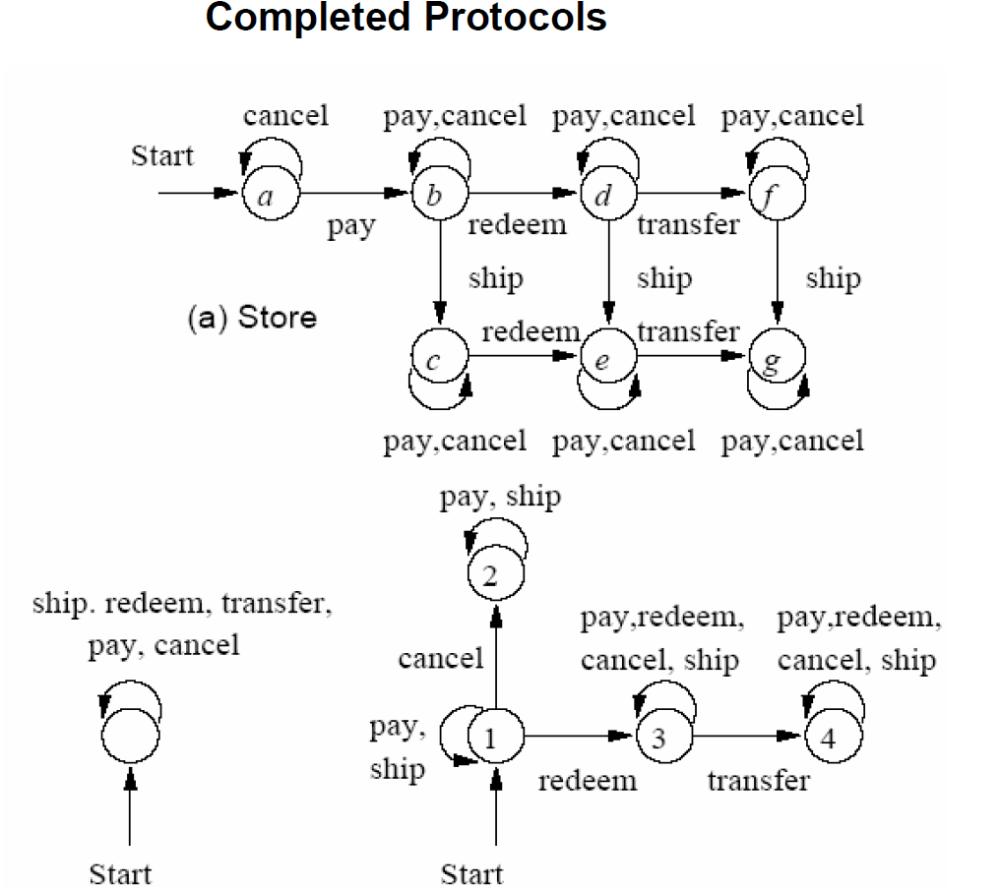 Completed Protocols
cancel pay,cancel pay,cancel pay,cancel
Start
a b d f
pay redeem transfer
ship ship ship
(a) Store
redeem transfer
c e g
pay,cancel pay,cancel pay,cancel
pay, ship
2
ship. redeem, transfer,
pay, cancel
pay,redeem, pay,redeem,
cancel cancel, ship cancel, ship
pay,
ship
1 3 4
redeem transfer
Start Start